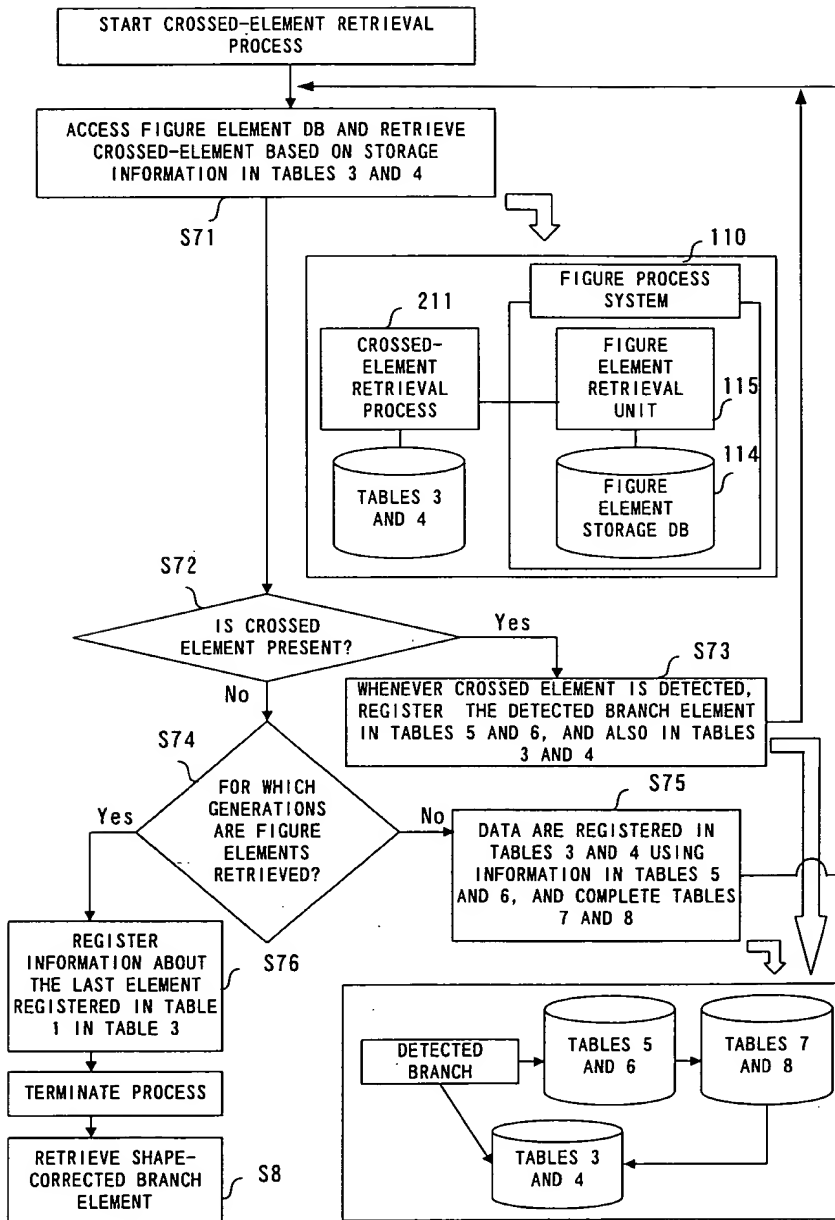 START CROSSED-ELEMENT RETRIEVAL
PROCESS
ACCESS FIGURE ELEMENT DB AND RETRIEVE
CROSSED-ELEMENT BASED ON STORAGE
INFORMATION IN TABLES 3 AND 4
S71
110
FIGURE PROCESS
SYSTEM
211
CROSSED-
ELEMENT
RETRIEVAL
PROCESS
FIGURE
ELEMENT
RETRIEVAL
UNIT
115
114
TABLES 3
AND 4
FIGURE
ELEMENT
STORAGE DB
S72
IS CROSSED
ELEMENT PRESENT?
Yes
No
S73
WHENEVER CROSSED ELEMENT IS DETECTED,
REGISTER THE DETECTED BRANCH ELEMENT
IN TABLES 5 AND 6, AND ALSO IN TABLES
3 AND 4
S74
FOR WHICH
GENERATIONS
ARE FIGURE
ELEMENTS
RETRIEVED?
Yes
No
S75
DATA ARE REGISTERED IN
TABLES 3 AND 4 USING
INFORMATION IN TABLES 5
AND 6, AND COMPLETE TABLES
7 AND 8
REGISTER
INFORMATION ABOUT
THE LAST ELEMENT
REGISTERED IN TABLE
1 IN TABLE 3
S76
TERMINATE PROCESS
RETRIEVE SHAPE-
CORRECTED BRANCH
ELEMENT
S8
DETECTED
BRANCH
TABLES 5
AND 6
TABLES 7
AND 8
TABLES 3
AND 4